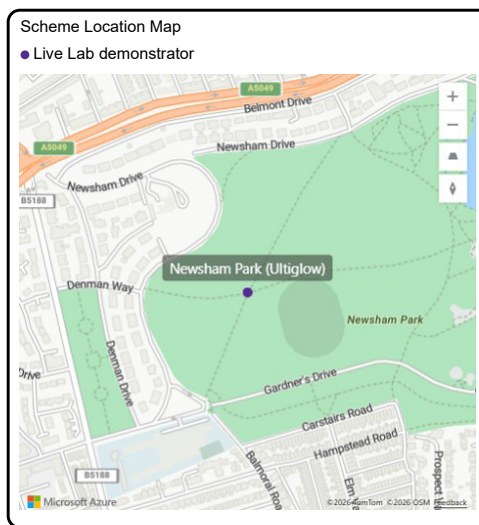 Scheme Location Map
Live Lab demonstrator
A5049
Belmont Drive
Newsham Drive
A5049
Newsham Drive
B5188
Newsham Park (Ultiglow)
Denman Way
Newsham Park
Denman Drive
Drive
Gardner's Drive
Carstairs Road
Hampstead Road
B5188
Balmoral Roa
Elm
Prospect
Microsoft Azure
©2026 TomTom ©2026 OSM Feedback